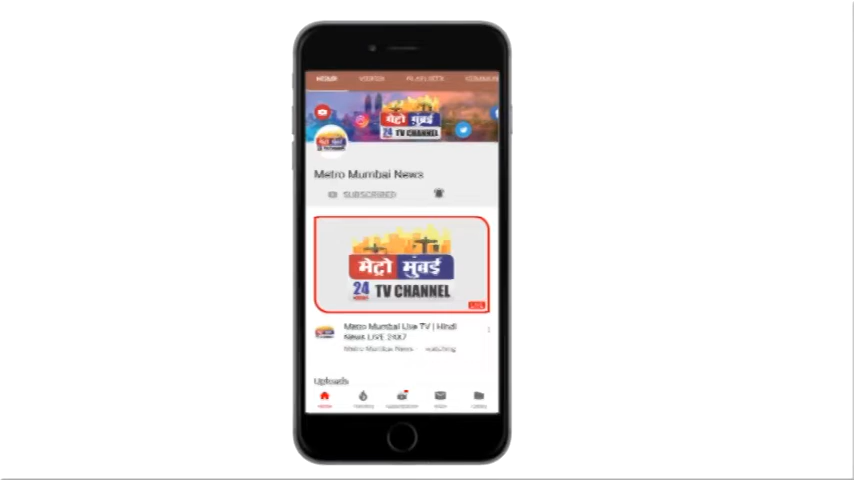 HOME VIDEOS PLAYLISTS
मेट्रो मुंबई
24 TV CHANNEL
Metro Mumbai News
SUBSCRIBED
मेट्रो मुंबई
24 TV CHANNEL
LIVE
Metro Mumbai Live TV | Hindi
News LIVE 24X7
Metro Mumbai News watching
Uploads
Home Trending Subscriptions Library